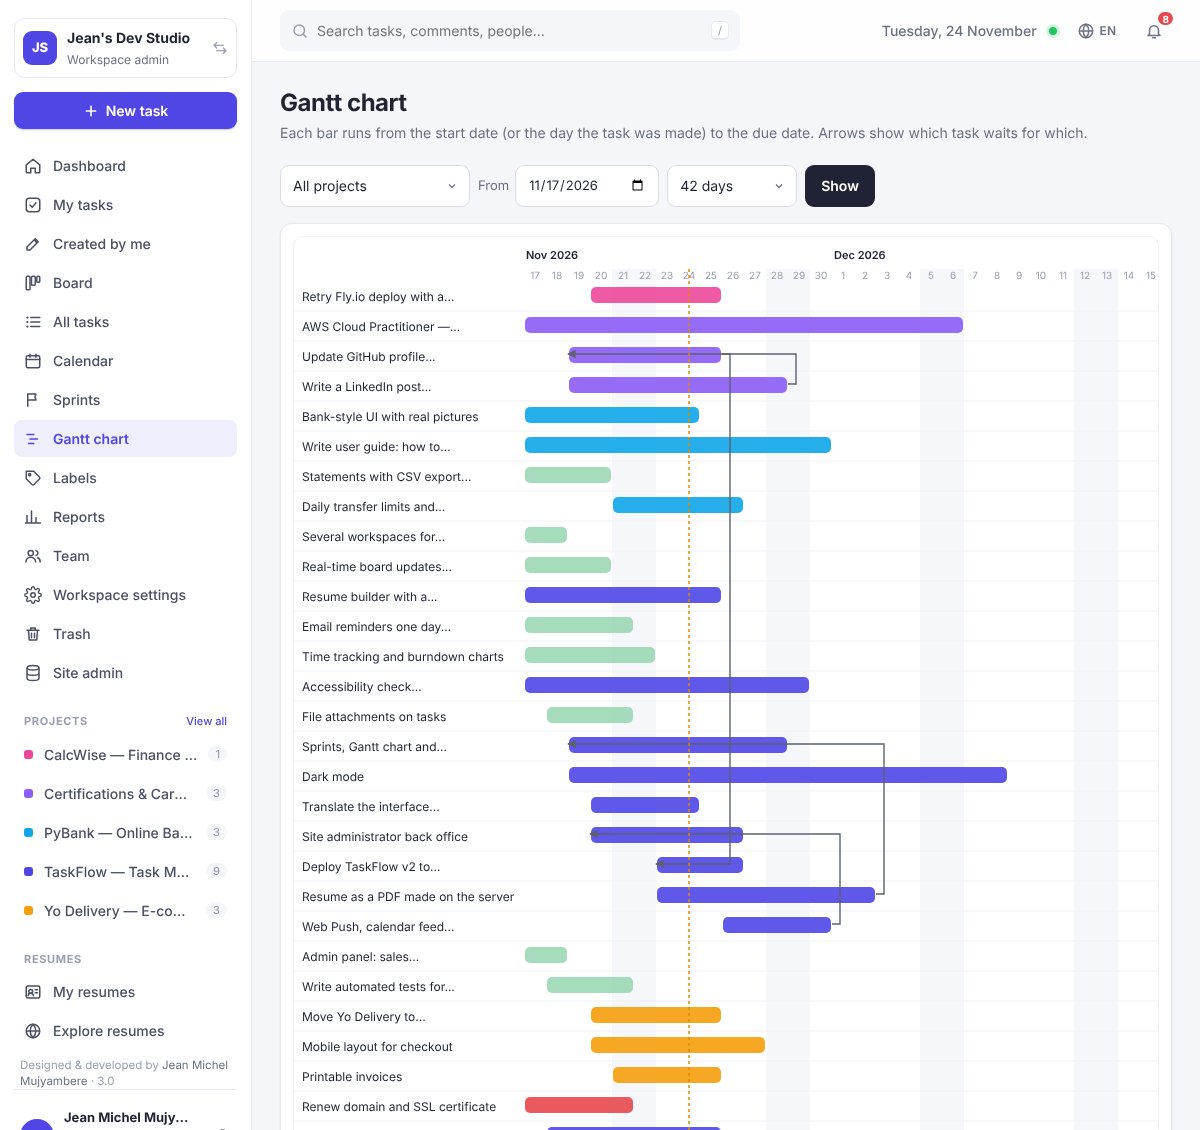 JS
Jean's Dev Studio
Workspace admin
New task
Dashboard
My tasks
Created by me
Board
All tasks
Calendar
Sprints
Gantt chart
Labels
Reports
Team
Workspace settings
Trash
Site admin
PROJECTS View all
CalcWise — Finance ... 1
Certifications & Car... 3
PyBank — Online Ba... 3
TaskFlow — Task M... 9
Yo Delivery — E-co... 3
RESUMES
My resumes
Explore resumes
Designed & developed by Jean Michel
Mujyambere · 3.0
Jean Michel Mujy...
Search tasks, comments, people... /
Tuesday, 24 November EN 8
Gantt chart
Each bar runs from the start date (or the day the task was made) to the due date. Arrows show which task waits for which.
All projects From 11/17/2026 42 days Show
Nov 2026 Dec 2026
17 18 19 20 21 22 23 24 25 26 27 28 29 30 1 2 3 4 5 6 7 8 9 10 11 12 13 14 15
Retry Fly.io deploy with a...
AWS Cloud Practitioner —...
Update GitHub profile...
Write a LinkedIn post...
Bank-style UI with real pictures
Write user guide: how to...
Statements with CSV export...
Daily transfer limits and...
Several workspaces for...
Real-time board updates...
Resume builder with a...
Email reminders one day...
Time tracking and burndown charts
Accessibility check...
File attachments on tasks
Sprints, Gantt chart and...
Dark mode
Translate the interface...
Site administrator back office
Deploy TaskFlow v2 to...
Resume as a PDF made on the server
Web Push, calendar feed...
Admin panel: sales...
Write automated tests for...
Move Yo Delivery to...
Mobile layout for checkout
Printable invoices
Renew domain and SSL certificate